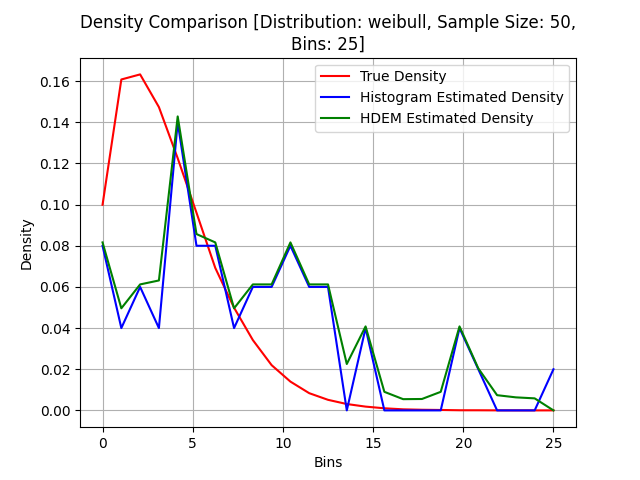 Density Comparison [Distribution: weibull, Sample Size: 50,
Bins: 25]
True Density
Histogram Estimated Density
HDEM Estimated Density
Density
0.16
0.14
0.12
0.10
0.08
0.06
0.04
0.02
0.00
0 5 10 15 20 25
Bins